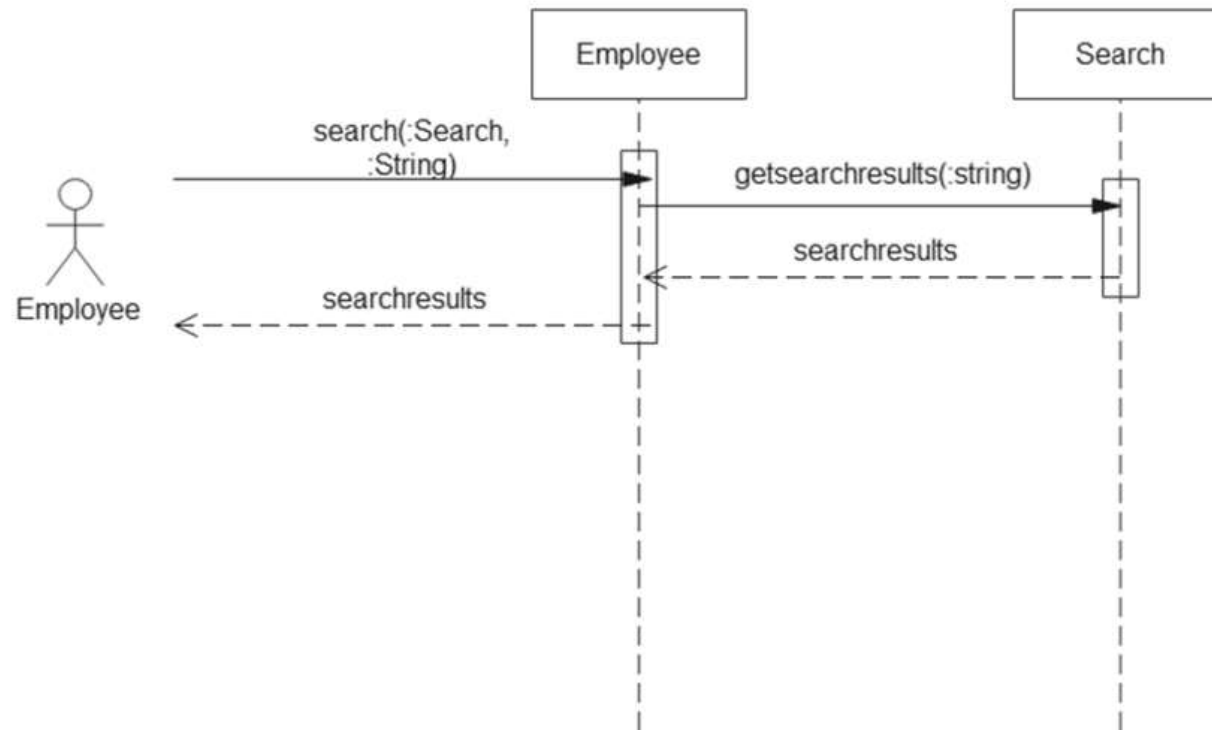 Employee
Search
search(:Search,
:String)
getsearchresults(:string)
searchresults
searchresults
Employee